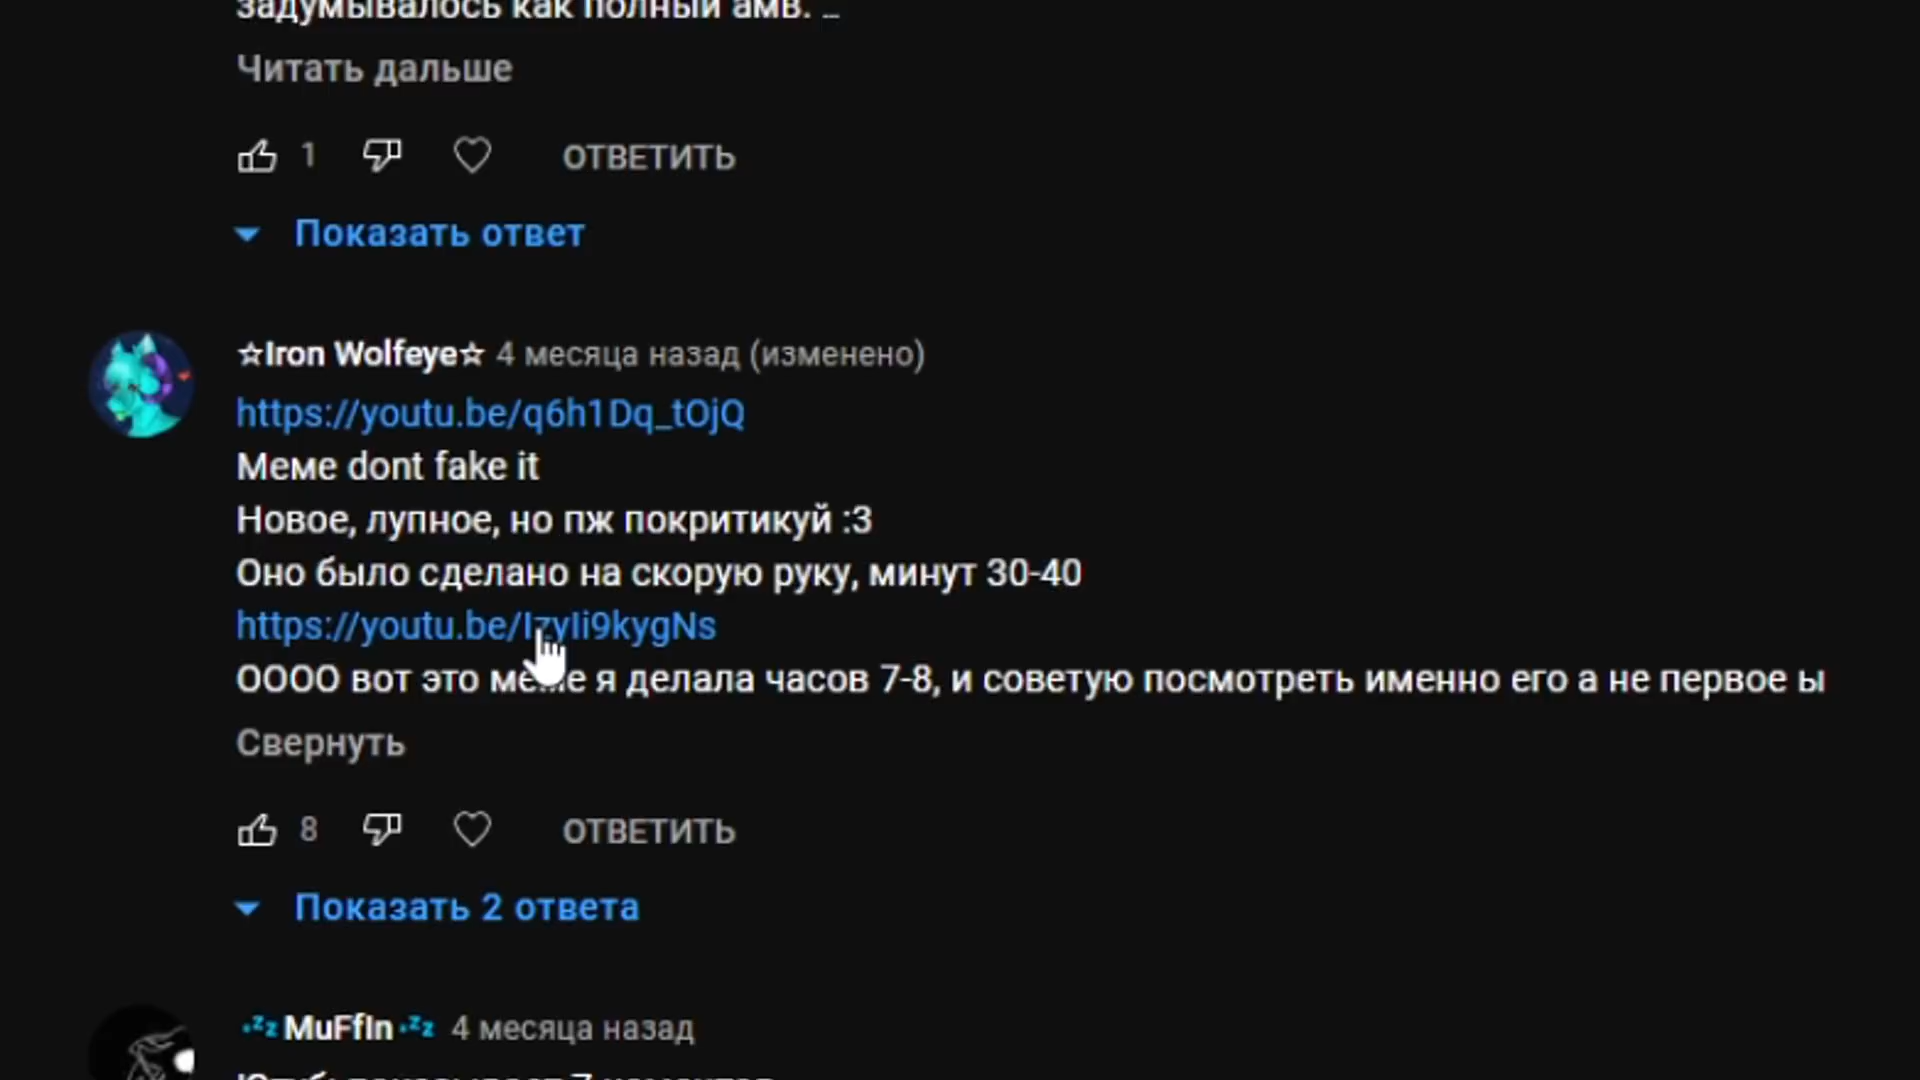 задумывалось как полный амв. ...
Читать дальше
1 ОТВЕТИТЬ
Показать ответ
☆Iron Wolfeye☆ 4 месяца назад (изменено)
https://youtu.be/q6h1Dq_tOjQ
Меме dont fake it
Новое, лупное, но пж покритикуй :3
Оно было сделано на скорую руку, минут 30-40
https://youtu.be/IzyIi9kygNs
ОООО вот это меме я делала часов 7-8, и советую посмотреть именно его а не первое ы
Свернуть
8 ОТВЕТИТЬ
Показать 2 ответа
💤MuFfIn💤 4 месяца назад